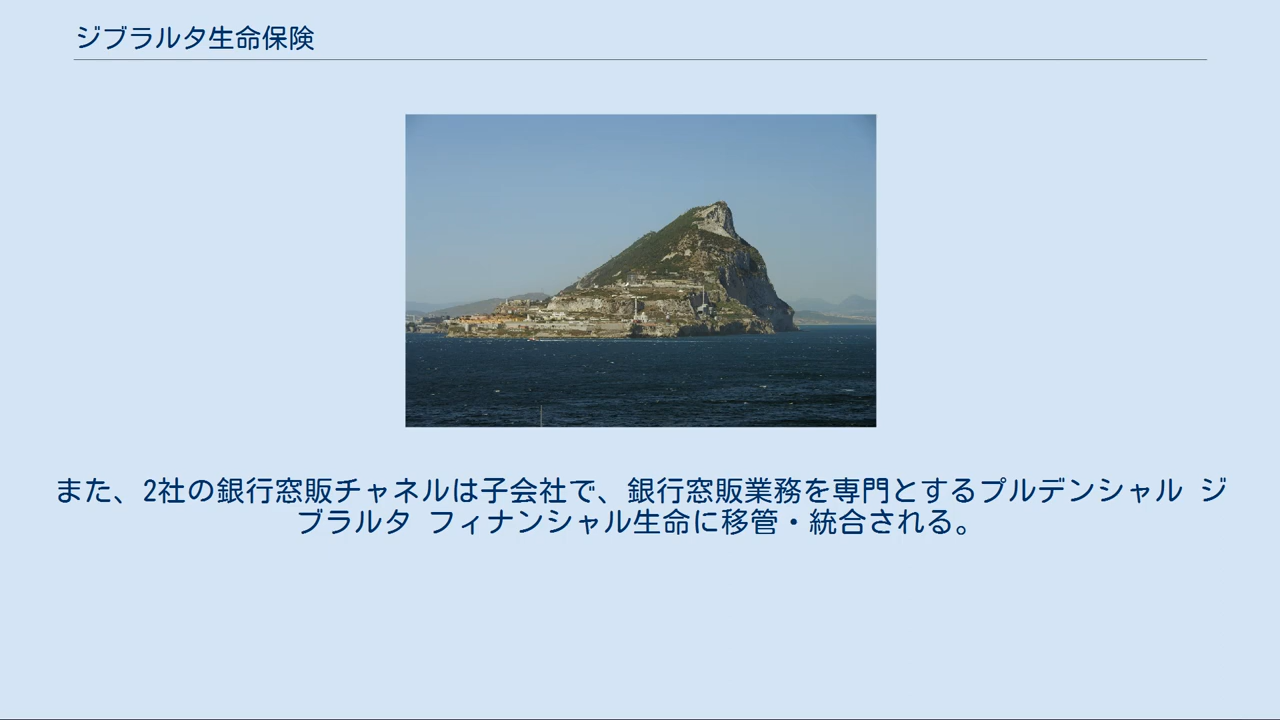 ジブラルタ生命保険
また、2社の銀行窓販チャネルは子会社で、銀行窓販業務を専門とするプルデンシャル ジ
ブラルタ フィナンシャル生命に移管・統合される。